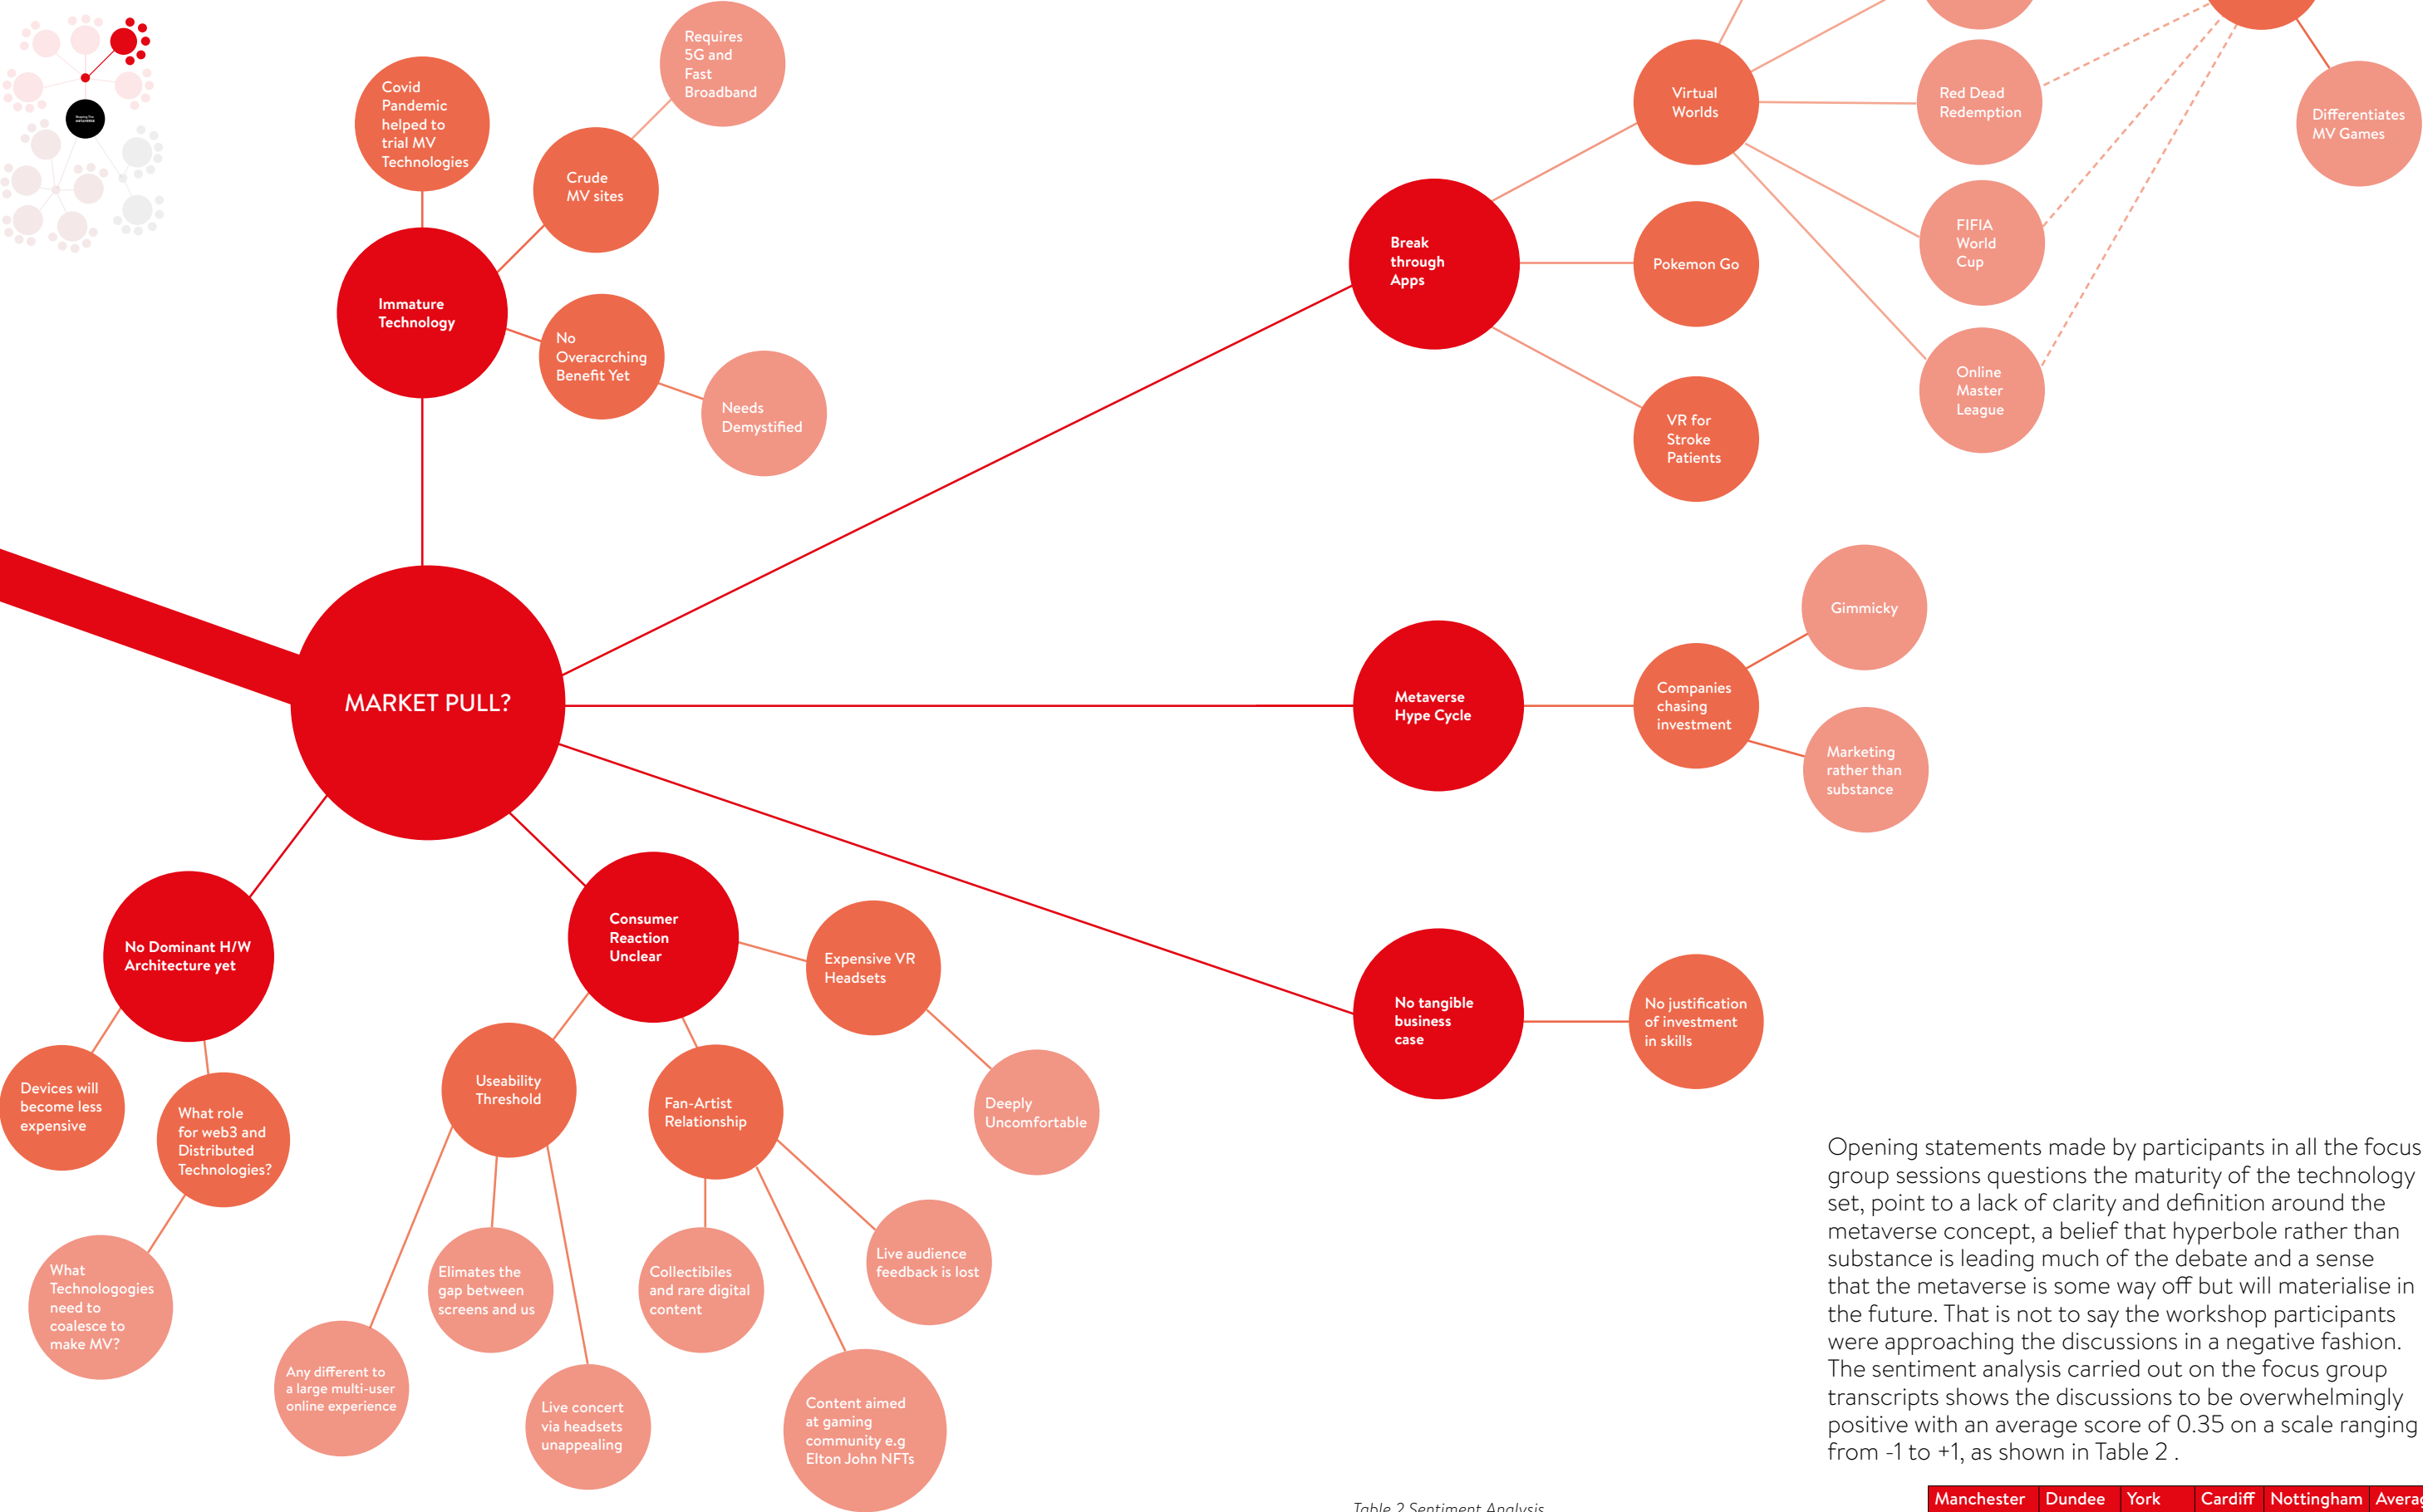 Requires
5G and
Fast
Broadband
Covid
Pandemic
helped to
trial MV
Technologies
Crude
MV sites
Immature
Technology
No
Overacrching
Benefit Yet
Needs
Demystified
Virtual
Worlds
Red Dead
Redemption
Differentiates
MV Games
Break
through
Apps
Pokemon Go
FIFIA
World
Cup
Online
Master
League
VR for
Stroke
Patients
MARKET PULL?
Metaverse
Hype Cycle
Companies
chasing
investment
Gimmicky
Marketing
rather than
substance
No Dominant H/W
Architecture yet
Devices will
become less
expensive
What role
for web3 and
Distributed
Technologies?
What
Technologogies
need to
coalesce to
make MV?
Consumer
Reaction
Unclear
Expensive VR
Headsets
Deeply
Uncomfortable
Useability
Threshold
Fan-Artist
Relationship
Any different to
a large multi-user
online experience
Elimates the
gap between
screens and us
Live concert
via headsets
unappealing
Collectibiles
and rare digital
content
Live audience
feedback is lost
Content aimed
at gaming
community e.g
Elton John NFTs
No tangible
business
case
No justification
of investment
in skills
Opening statements made by participants in all the focus
group sessions questions the maturity of the technology
set, point to a lack of clarity and definition around the
metaverse concept, a belief that hyperbole rather than
substance is leading much of the debate and a sense
that the metaverse is some way off but will materialise in
the future. That is not to say the workshop participants
were approaching the discussions in a negative fashion.
The sentiment analysis carried out on the focus group
transcripts shows the discussions to be overwhelmingly
positive with an average score of 0.35 on a scale ranging
from -1 to +1, as shown in Table 2 .
Table 2 Sentiment Analysis
Manchester Dundee York Cardiff Nottingham